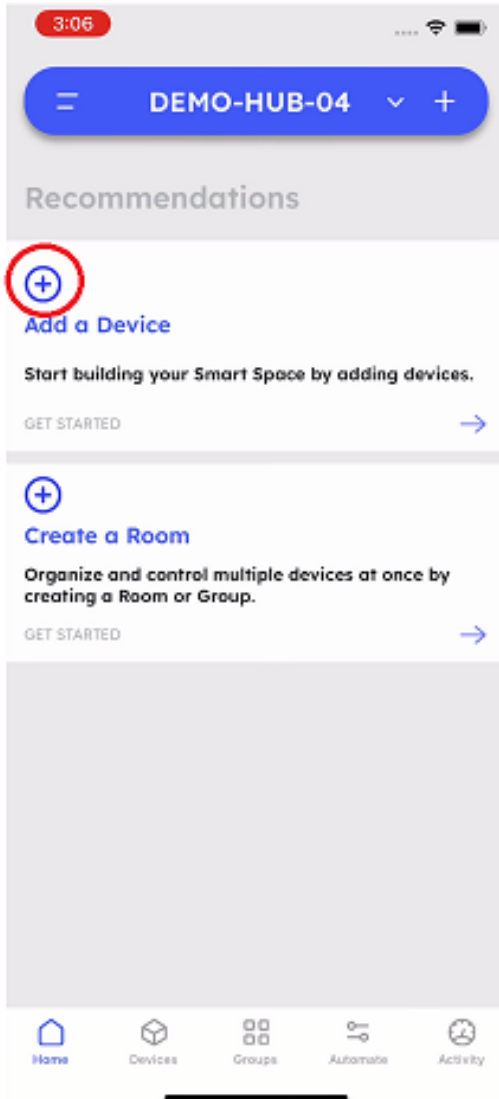 3:06
DEMO-HUB-04
Recommendations
Add a Device
Start building your Smart Space by adding devices.
GET STARTED
Create a Room
Organize and control multiple devices at once by
creating a Room or Group.
GET STARTED
Home Devices Groups Automate Activity